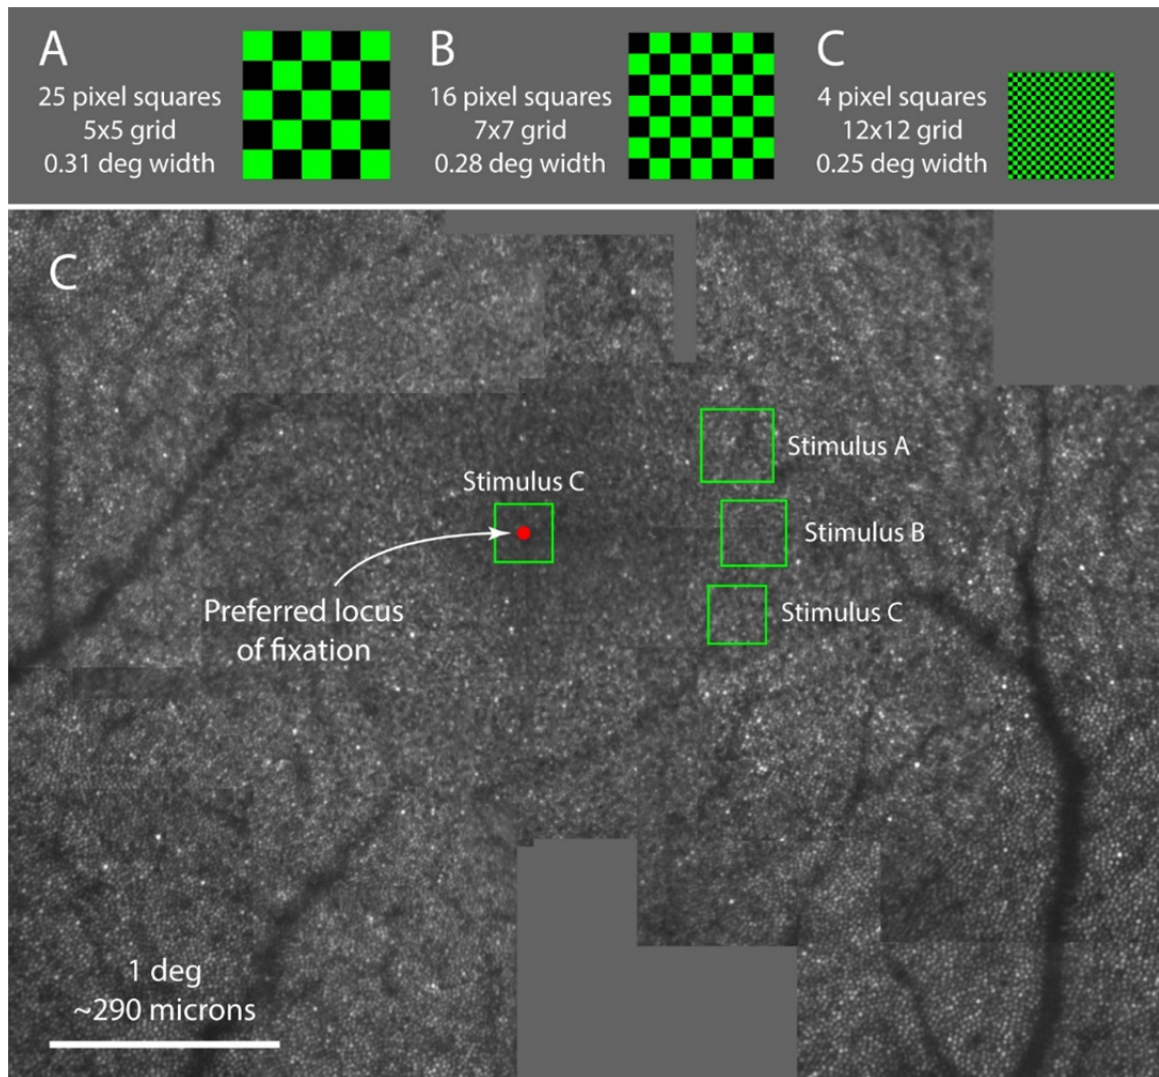 A
25 pixel squares
5x5 grid
0.31 deg width
B
16 pixel squares
7x7 grid
0.28 deg width
C
4 pixel squares
12x12 grid
0.25 deg width
C
Stimulus A
Stimulus C
Stimulus B
Preferred locus
of fixation
Stimulus C
1 deg
~290 microns